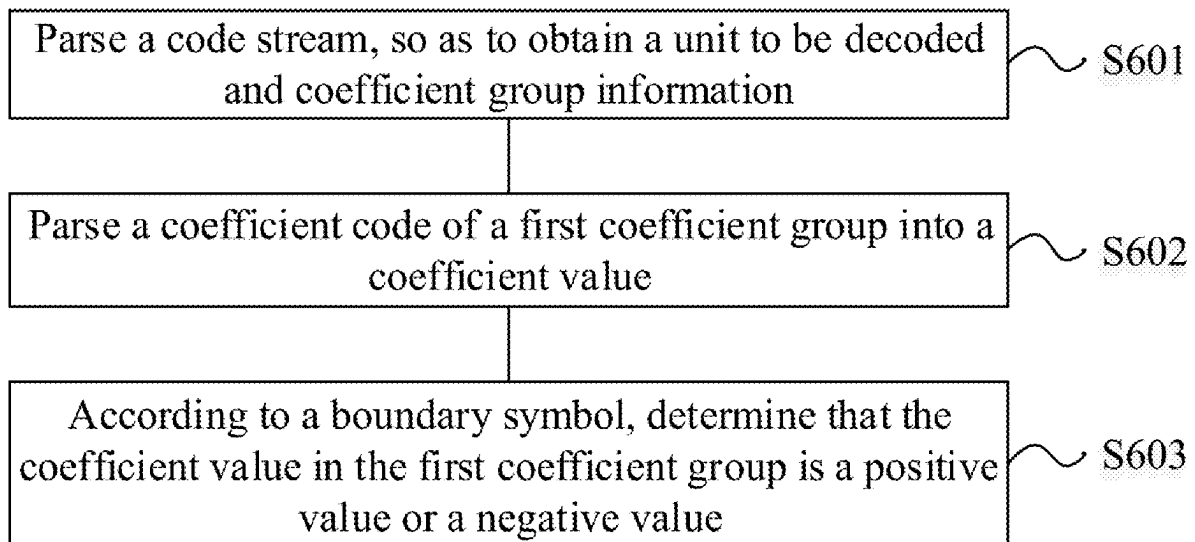 Parse a code stream, so as to obtain a unit to be decoded
and coefficient group information
S601
Parse a coefficient code of a first coefficient group into a
coefficient value
S602
According to a boundary symbol, determine that the
coefficient value in the first coefficient group is a positive
value or a negative value
S603